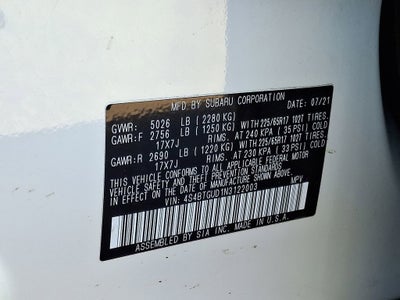 MFD. BY SUBARU CORPORATION DATE: 07/21
GVWR: 5026 LB (2280 KG)
GAWR:F 2756 LB (1250 KG) WITH 225/65R17 102T TIRES,
17X7J RIMS, AT 240 KPA (35 PSI) COLD
GAWR:R 2690 LB (1220 KG) WITH 225/65R17 102T TIRES,
17X7J RIMS, AT 230 KPA (33 PSI) COLD
THIS VEHICLE CONFORMS TO ALL APPLICABLE FEDERAL MOTOR
VEHICLE SAFETY AND BUMPER STANDARDS
IN EFFECT ON THE DATE OF MANUFACTURE SHOWN ABOVE.
VIN: 4S4BTGUD1N3122003 MPV
ASSEMBLED BY SIA INC. MADE IN U.S.A.